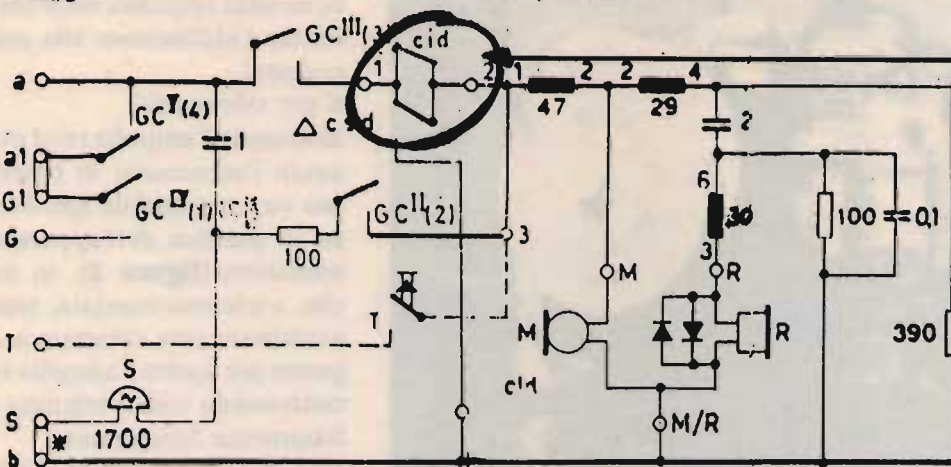 GC III(3)
cid
a
1
2
1
2
2
4
47
29
GC V(4)
1
Δ csd
2
a1
G1
GC IV(1)
6
30
100
0,1
G
100
GC II(2)
3
3
M
R
T
T
M
R
390
S
cid
S
1700
M/R
*
b